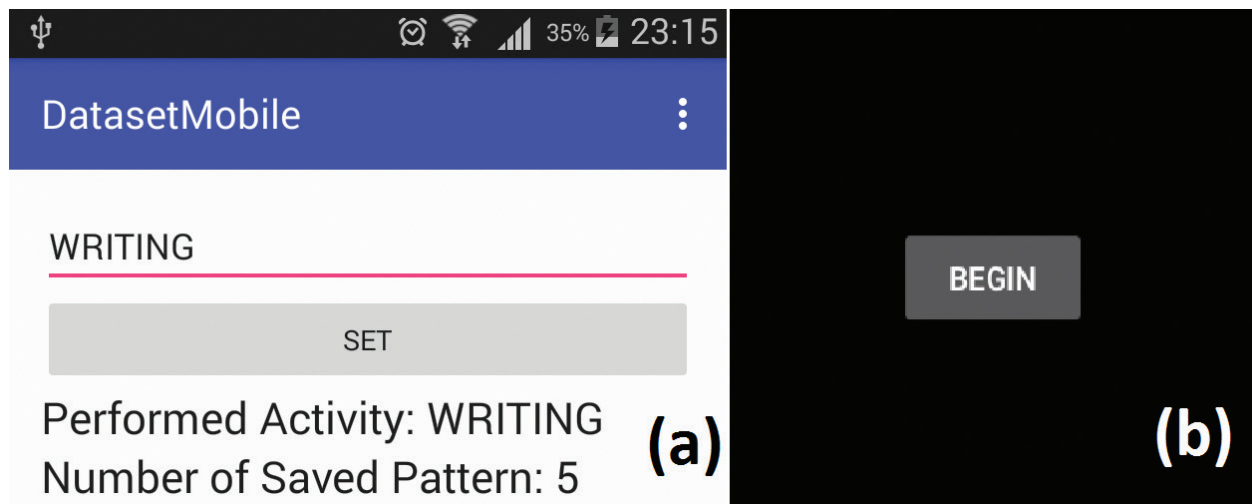 35% 23:15
DatasetMobile
WRITING
SET
Performed Activity: WRITING
Number of Saved Pattern: 5
(a)
BEGIN
(b)